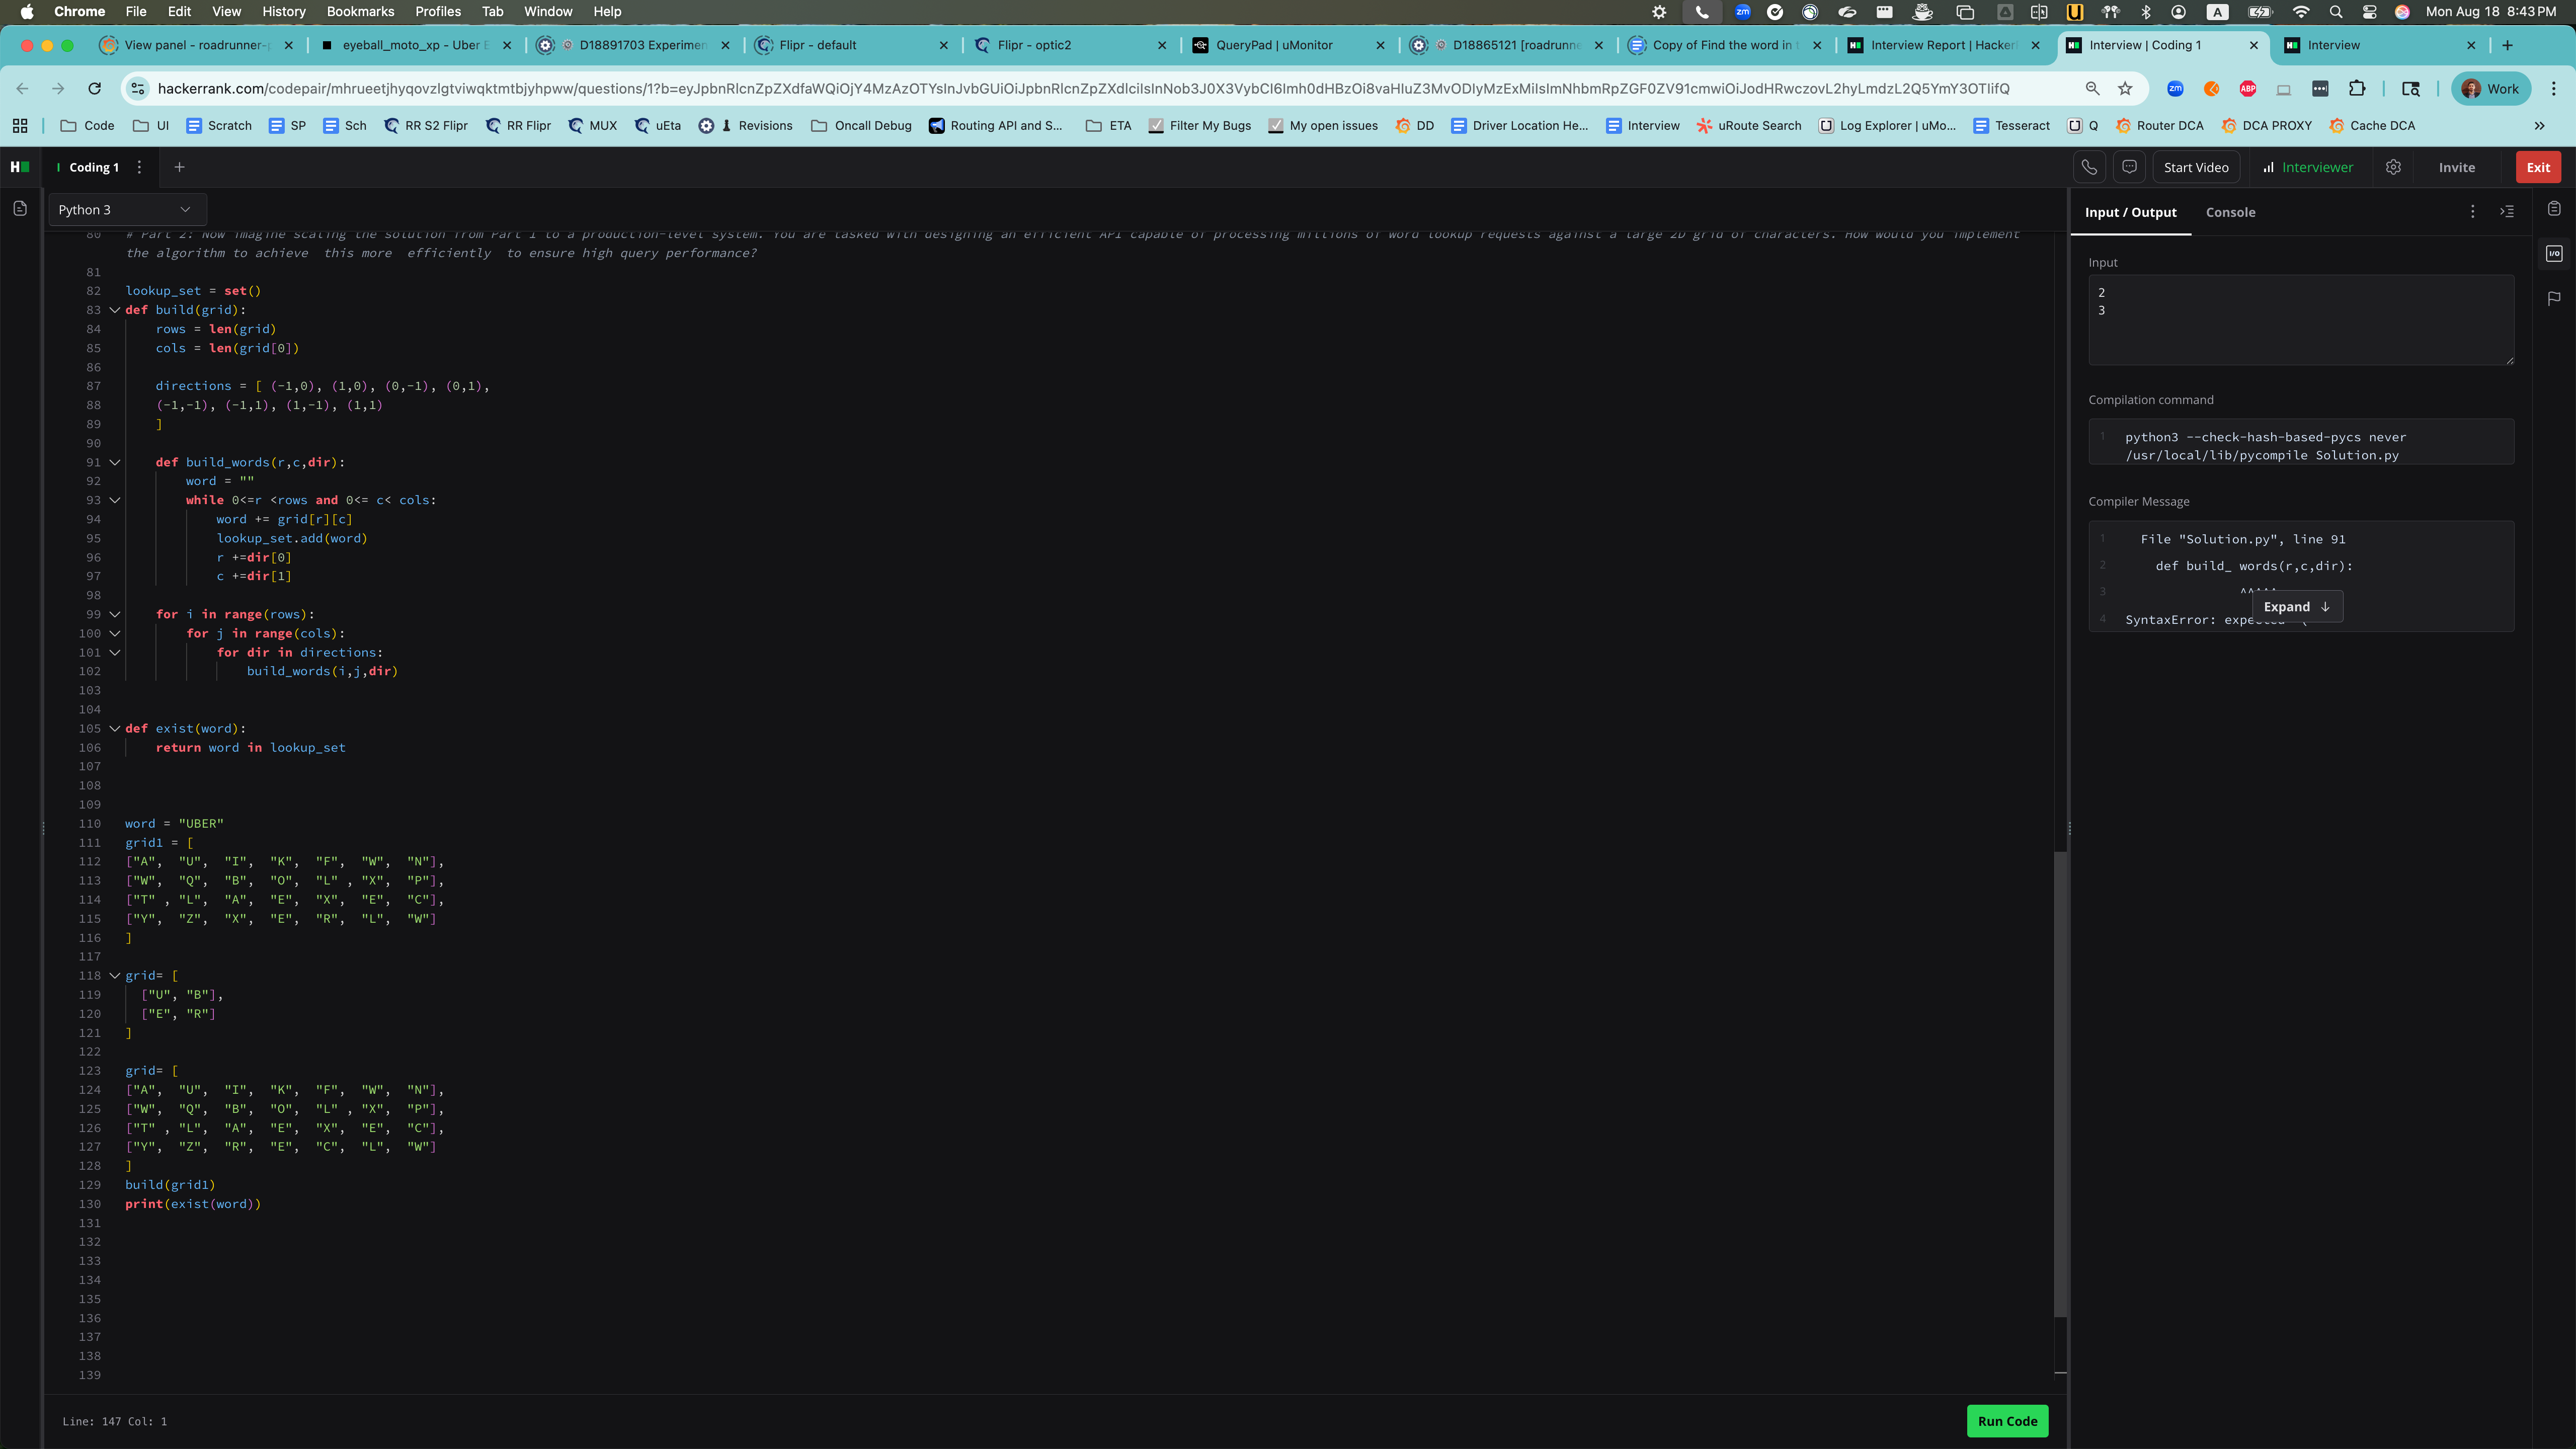 Chrome File Edit View History Bookmarks Profiles Tab Window Help zm A Mon Aug 18 8:43 PM
View panel - roadrunner-p eyeball_moto_xp - Uber E D18891703 Experimen Flipr - default Flipr - optic2 QueryPad | uMonitor D18865121 [roadrunne Copy of Find the word in t Interview Report | Hacker Interview | Coding 1 Interview
Work
Code UI Scratch SP Sch RR S2 Flipr RR Flipr MUX uEta Revisions Oncall Debug Routing API and S... ETA Filter My Bugs My open issues DD Driver Location He... Interview uRoute Search Log Explorer | uMo... Tesseract Q Router DCA DCA PROXY Cache DCA
Coding 1 Start Video Interviewer Invite Exit
Python 3
80 # Part 2: Now imagine scaling the solution from Part 1 to a production-level system. You are tasked with designing an efficient API capable of processing millions of word lookup requests against a large 2D grid of characters. How would you implement
the algorithm to achieve  this more  efficiently  to ensure high query performance?
81
82 lookup_set = set()
83 def build(grid):
84     rows = len(grid)
85     cols = len(grid[0])
86
87     directions = [ (-1,0), (1,0), (0,-1), (0,1),
88     (-1,-1), (-1,1), (1,-1), (1,1)
89     ]
90
91     def build_words(r,c,dir):
92         word = ""
93         while 0<=r <rows and 0<= c< cols:
94             word += grid[r][c]
95             lookup_set.add(word)
96             r +=dir[0]
97             c +=dir[1]
98
99     for i in range(rows):
100         for j in range(cols):
101             for dir in directions:
102                 build_words(i,j,dir)
103
104
105 def exist(word):
106     return word in lookup_set
107
108
109
110 word = "UBER"
111 grid1 = [
112 ["A",  "U",  "I",  "K",  "F",  "W",  "N"],
113 ["W",  "Q",  "B",  "O",  "L" , "X",  "P"],
114 ["T" , "L",  "A",  "E",  "X",  "E",  "C"],
115 ["Y",  "Z",  "X",  "E",  "R",  "L",  "W"]
116 ]
117
118 grid= [
119   ["U", "B"],
120   ["E", "R"]
121 ]
122
123 grid= [
124 ["A",  "U",  "I",  "K",  "F",  "W",  "N"],
125 ["W",  "Q",  "B",  "O",  "L" , "X",  "P"],
126 ["T" , "L",  "A",  "E",  "X",  "E",  "C"],
127 ["Y",  "Z",  "R",  "E",  "C",  "L",  "W"]
128 ]
129 build(grid1)
130 print(exist(word))
131
132
133
134
135
136
137
138
139
Line: 147 Col: 1
Run Code
Input / Output Console
Input
2
3
Compilation command
1 python3 --check-hash-based-pycs never
/usr/local/lib/pycompile Solution.py
Compiler Message
1 File "Solution.py", line 91
2 def build_ words(r,c,dir):
3 ^^^^^
Expand ↓
4 SyntaxError: